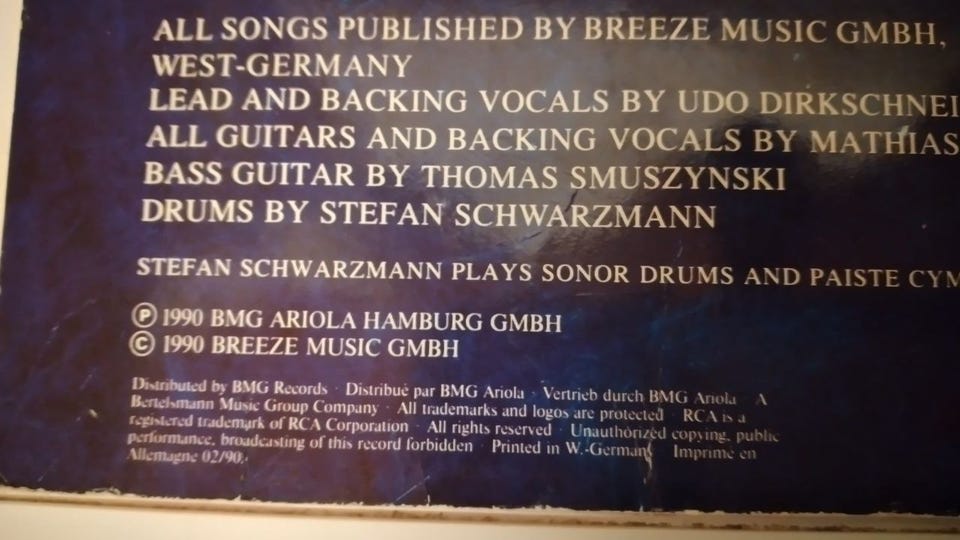 ALL SONGS PUBLISHED BY BREEZE MUSIC GMBH,
WEST-GERMANY
LEAD AND BACKING VOCALS BY UDO DIRKSCHNEI
ALL GUITARS AND BACKING VOCALS BY MATHIAS
BASS GUITAR BY THOMAS SMUSZYNSKI
DRUMS BY STEFAN SCHWARZMANN
STEFAN SCHWARZMANN PLAYS SONOR DRUMS AND PAISTE CYM
℗ 1990 BMG ARIOLA HAMBURG GMBH
© 1990 BREEZE MUSIC GMBH
Distributed by BMG Records · Distribué par BMG Ariola · Vertrieb durch BMG Ariola · A
Bertelsmann Music Group Company · All trademarks and logos are protected · RCA is a
registered trademark of RCA Corporation · All rights reserved · Unauthorized copying, public
performance, broadcasting of this record forbidden · Printed in W.-Germany · Imprimé en
Allemagne 02/90.